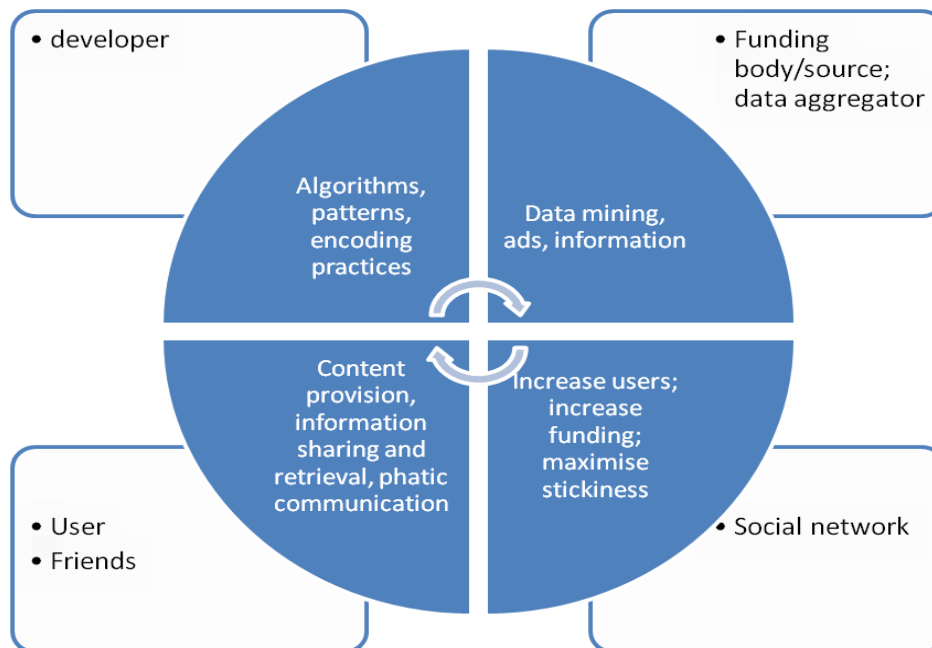 • developer
• Funding
body/source;
data aggregator
Algorithms,
patterns,
encoding
practices
Data mining,
ads, information
Content
provision,
information
sharing and
retrieval, phatic
communication
Increase users;
increase
funding;
maximise
stickiness
• User
• Friends
• Social network